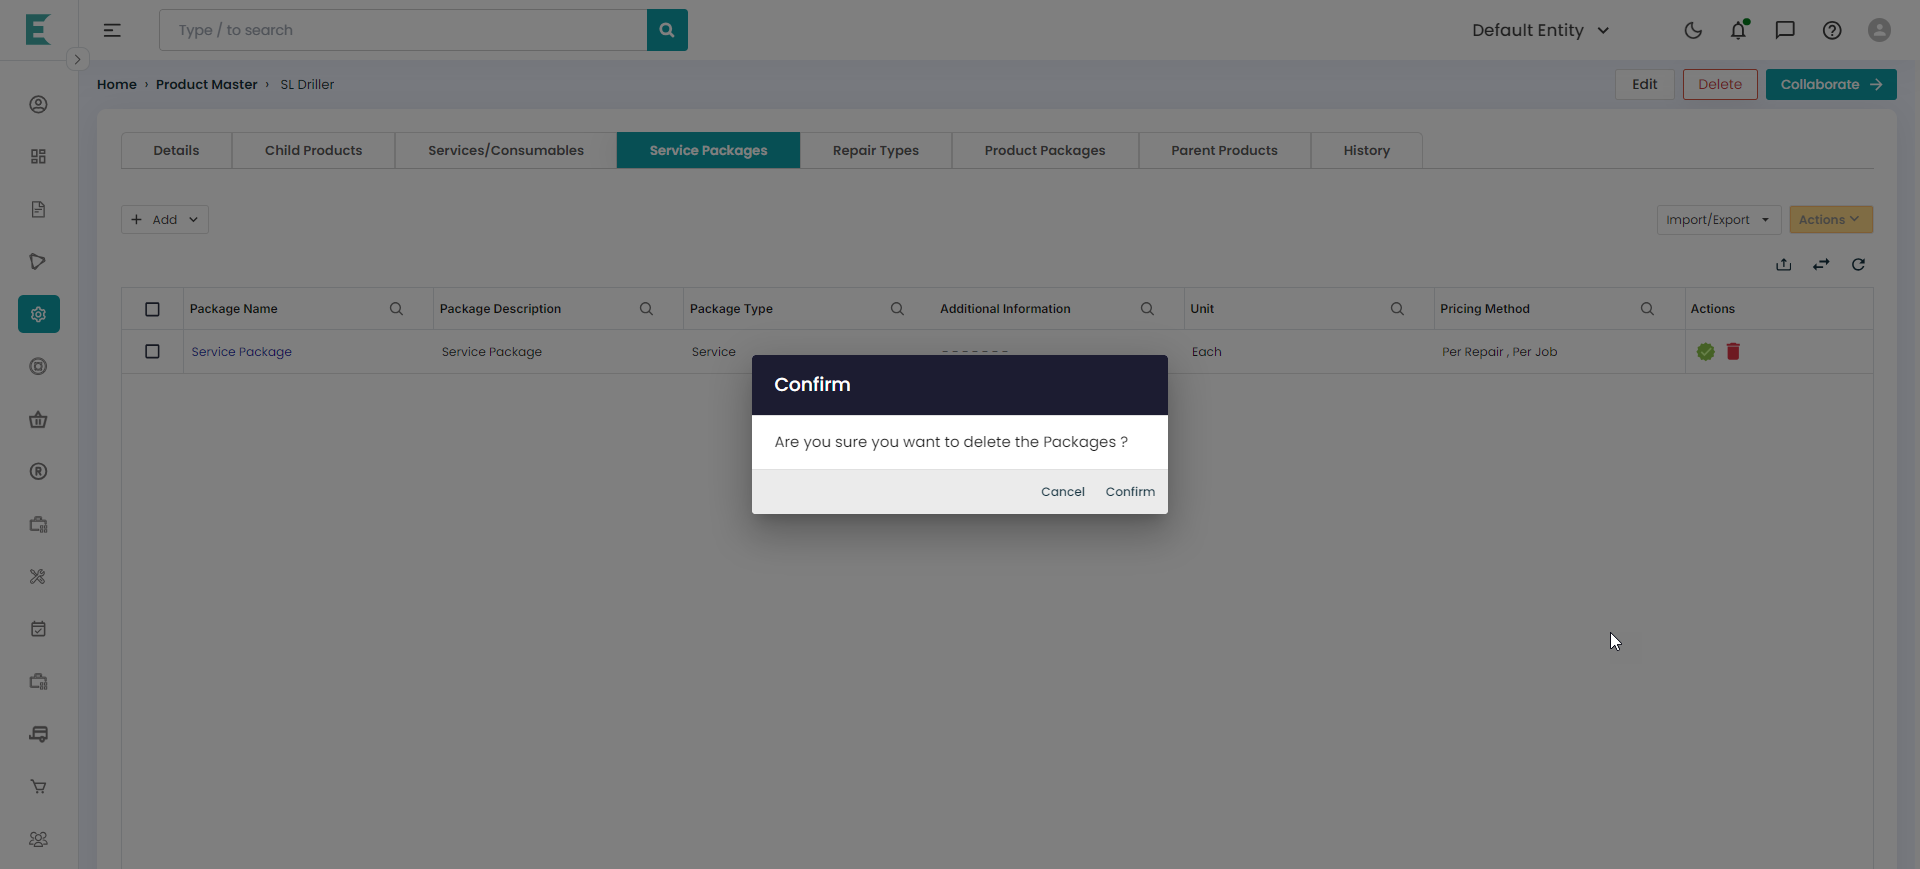 Type / to search
Default Entity
Home › Product Master › SL Driller
Edit
Delete
Collaborate
Details
Child Products
Services/Consumables
Service Packages
Repair Types
Product Packages
Parent Products
History
+ Add
Import/Export
Actions
Package Name
Package Description
Package Type
Additional Information
Unit
Pricing Method
Actions
Service Package
Service Package
Service
- - - - - - -
Each
Per Repair , Per Job
Confirm
Are you sure you want to delete the Packages ?
Cancel
Confirm